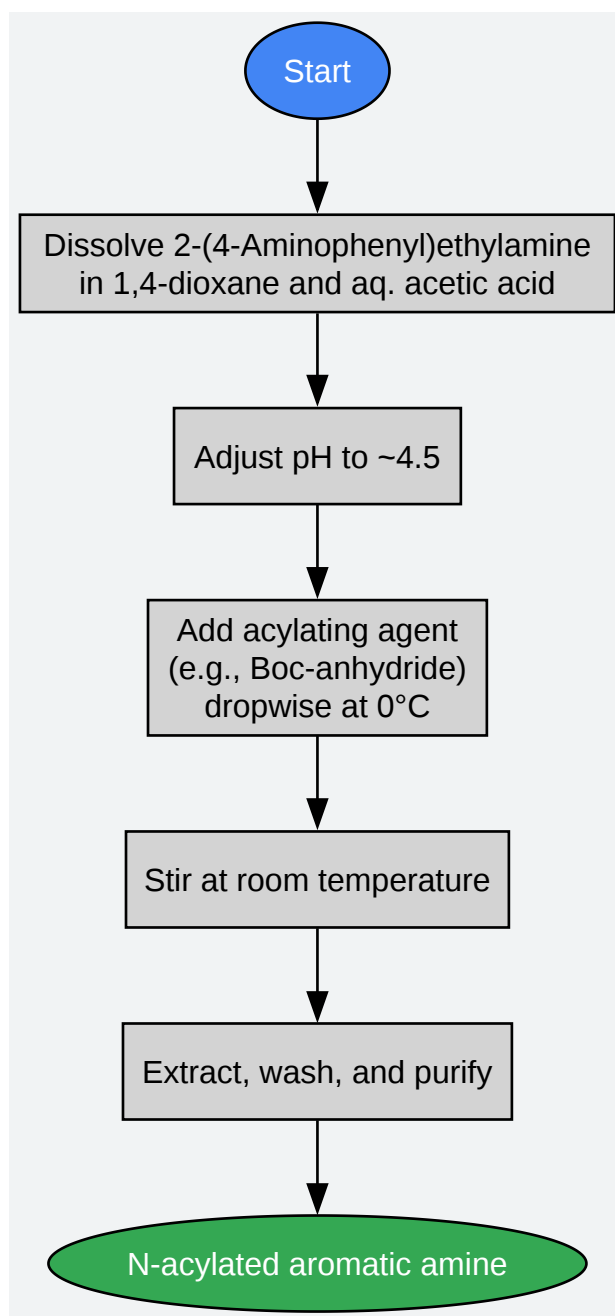 Start
Dissolve 2-(4-Aminophenyl)ethylamine
in 1,4-dioxane and aq. acetic acid
Adjust pH to ~4.5
Add acylating agent
(e.g., Boc-anhydride)
dropwise at 0°C
Stir at room temperature
Extract, wash, and purify
N-acylated aromatic amine